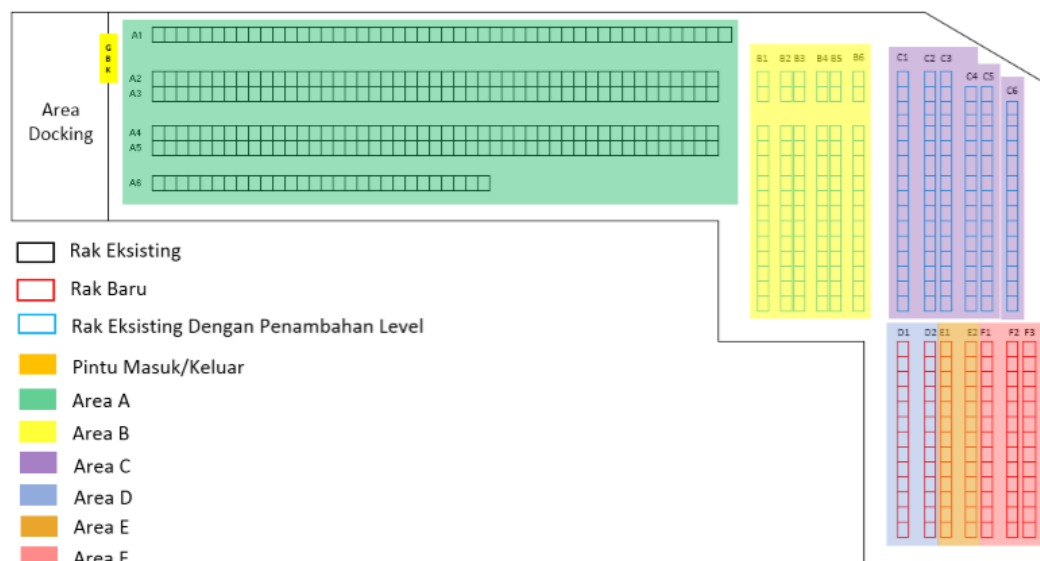 G
B
K
A1
A2
A3
A4
A5
A6
Area
Docking
B1 B2 B3 B4 B5 B6
C1 C2 C3
C4 C5
C6
Rak Eksisting
Rak Baru
Rak Eksisting Dengan Penambahan Level
Pintu Masuk/Keluar
Area A
Area B
Area C
Area D
Area E
Area F
D1 D2 E1 E2 F1 F2 F3